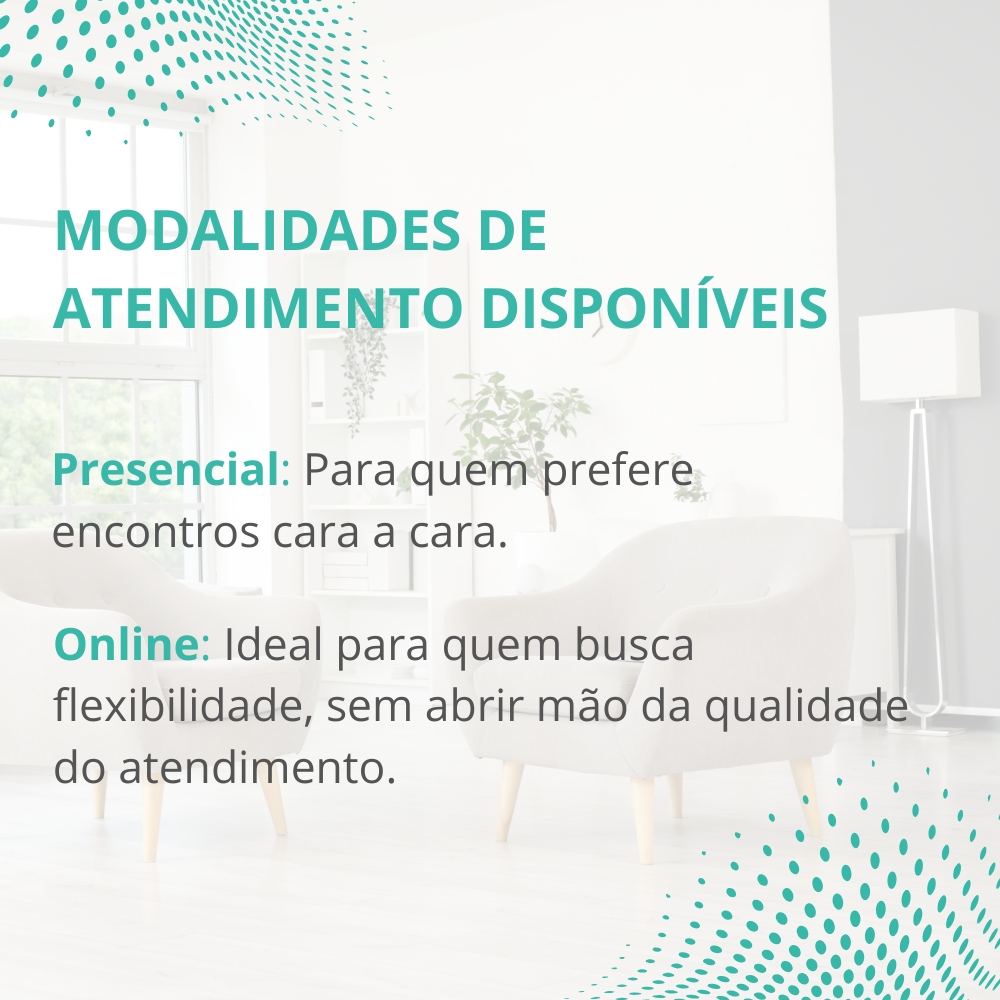 MODALIDADES DE
ATENDIMENTO DISPONÍVEIS
Presencial: Para quem prefere
encontros cara a cara.
Online: Ideal para quem busca
flexibilidade, sem abrir mão da qualidade
do atendimento.